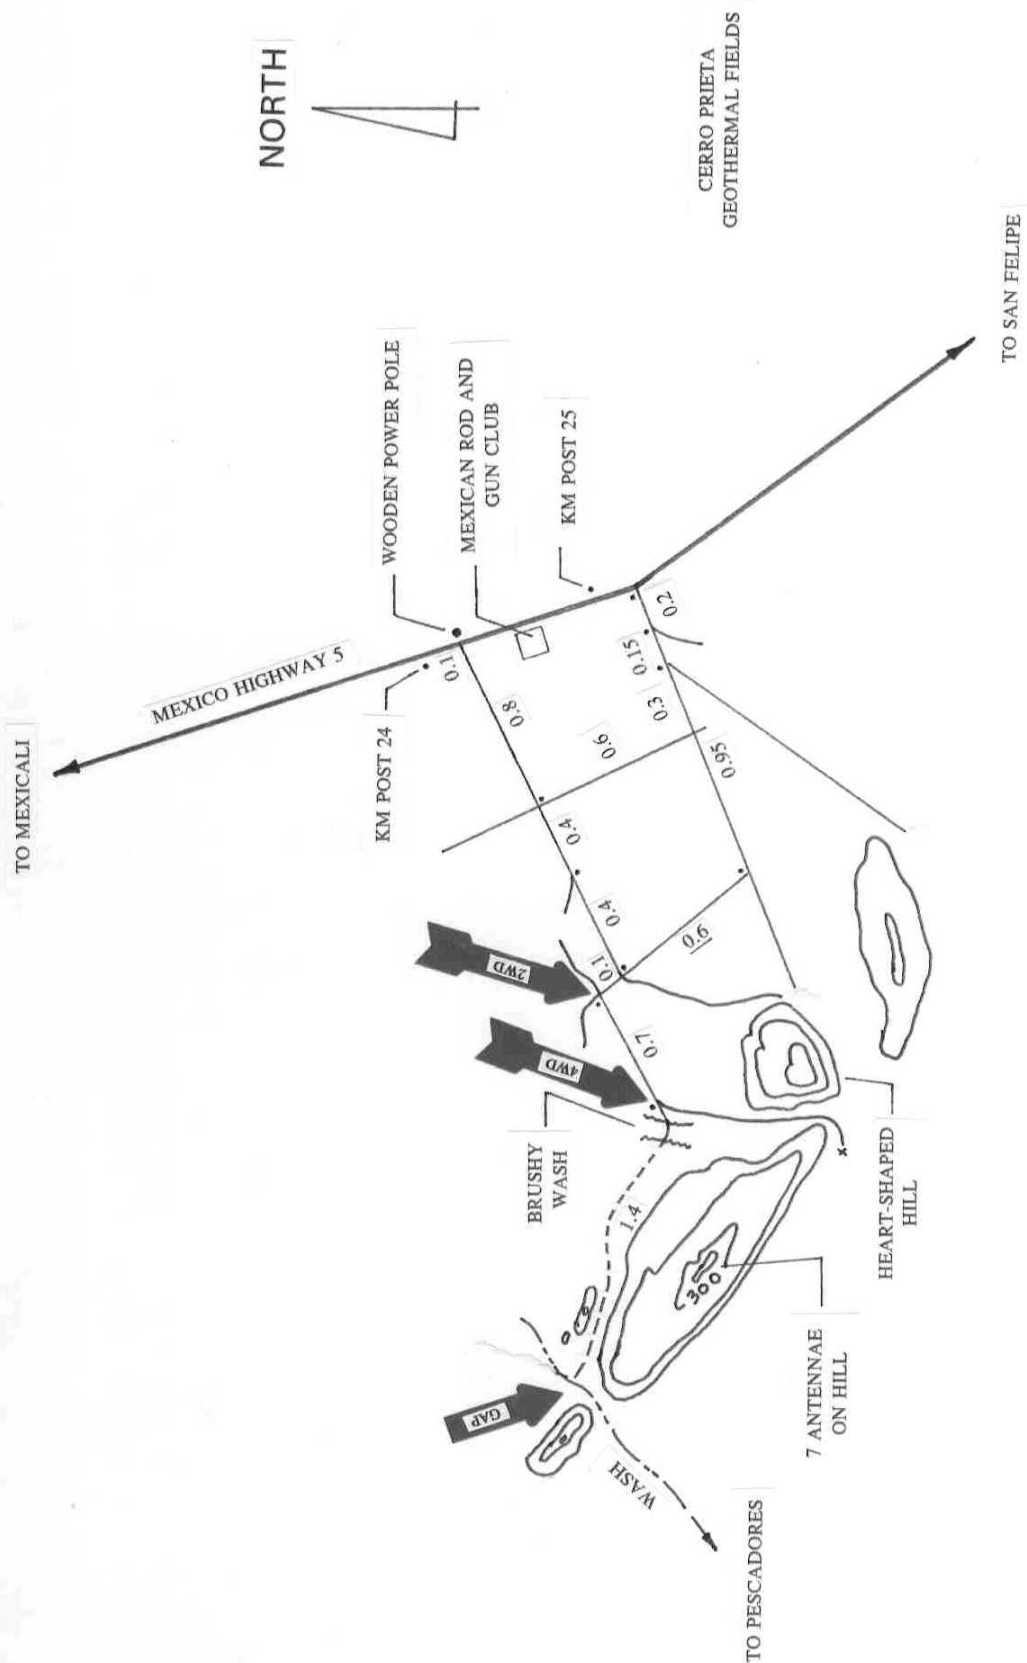 TO MEXICALI
NORTH
MEXICO HIGHWAY 5
WOODEN POWER POLE
MEXICAN ROD AND
GUN CLUB
KM POST 25
KM POST 24
CERRO PRIETA
GEOTHERMAL FIELDS
TO SAN FELIPE
0.1
0.8
0.6
0.4
0.4
0.1
0.7
0.2
0.15
0.3
0.95
0.6
2WD
4WD
BRUSHY
WASH
1.4
300
GAP
WASH
HEART-SHAPED
HILL
x
7 ANTENNAE
ON HILL
TO PESCADORES